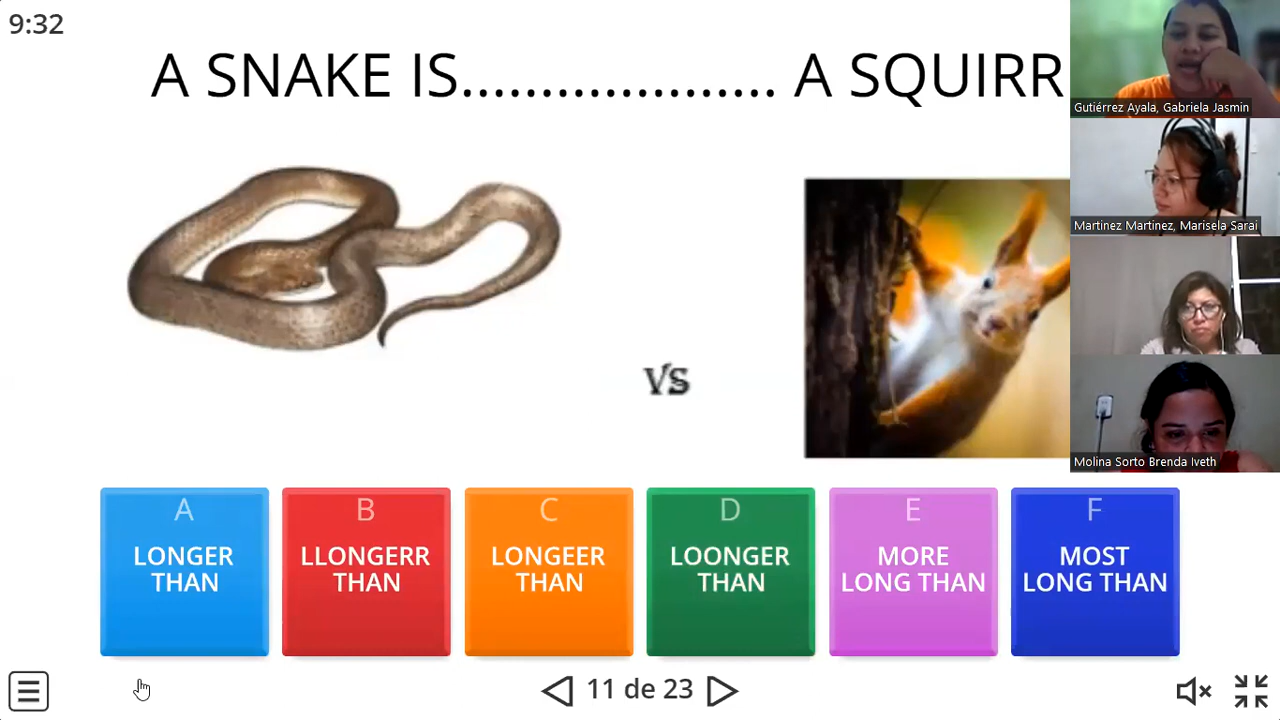 9:32
A SNAKE IS.................... A SQUIRR
Gutiérrez Ayala, Gabriela Jasmin
Martinez Martinez, Marisela Sarai
Molina Sorto Brenda Iveth
VS
A
LONGER
THAN
B
LLONGERR
THAN
C
LONGEER
THAN
D
LOONGER
THAN
E
MORE
LONG THAN
F
MOST
LONG THAN
11 de 23